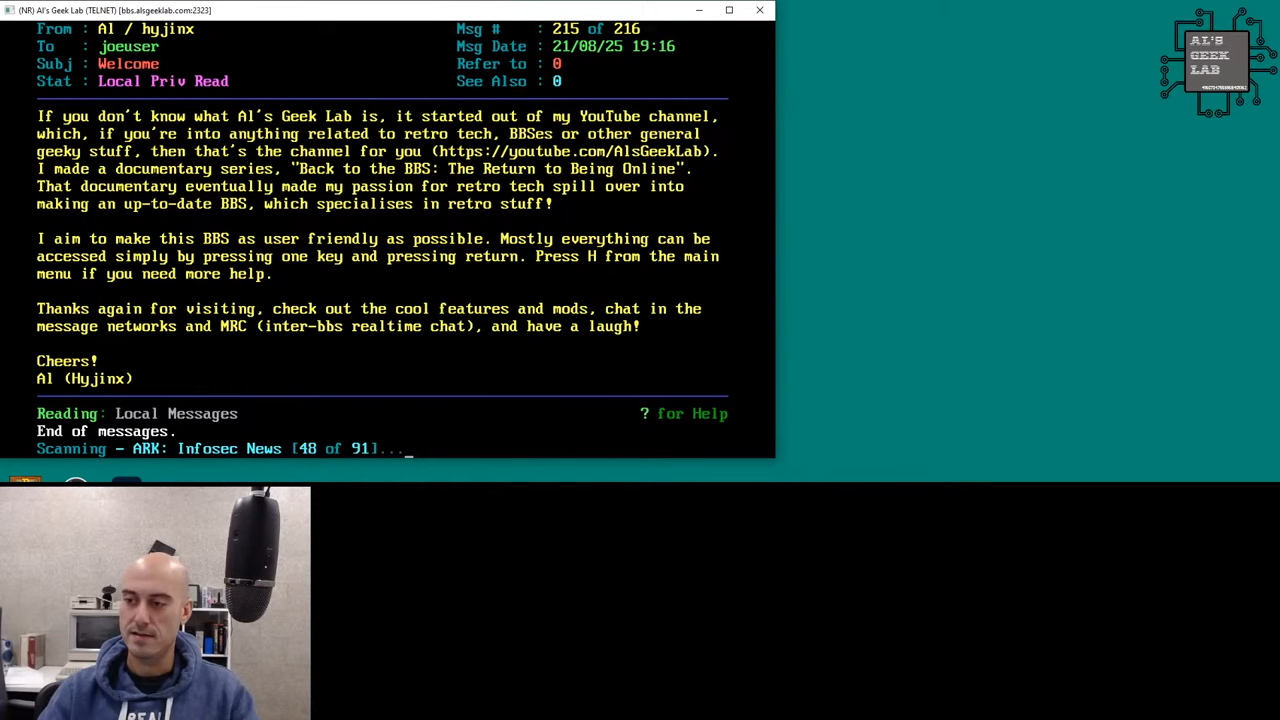 (NR) Al's Geek Lab (TELNET) [bbs.alsgeeklab.com:2323]
From : Al / hyjinx Msg # : 215 of 216
To : joeuser Msg Date : 21/08/25 19:16
Subj : Welcome Refer to : 0
Stat : Local Priv Read See Also : 0
If you don't know what Al's Geek Lab is, it started out of my YouTube channel,
which, if you're into anything related to retro tech, BBSes or other general
geeky stuff, then that's the channel for you (https://youtube.com/AlsGeekLab).
I made a documentary series, "Back to the BBS: The Return to Being Online".
That documentary eventually made my passion for retro tech spill over into
making an up-to-date BBS, which specialises in retro stuff!
I aim to make this BBS as user friendly as possible. Mostly everything can be
accessed simply by pressing one key and pressing return. Press H from the main
menu if you need more help.
Thanks again for visiting, check out the cool features and mods, chat in the
message networks and MRC (inter-bbs realtime chat), and have a laugh!
Cheers!
Al (Hyjinx)
Reading: Local Messages ? for Help
End of messages.
Scanning - ARK: Infosec News [48 of 91]..._
AL'S
GEEK
LAB